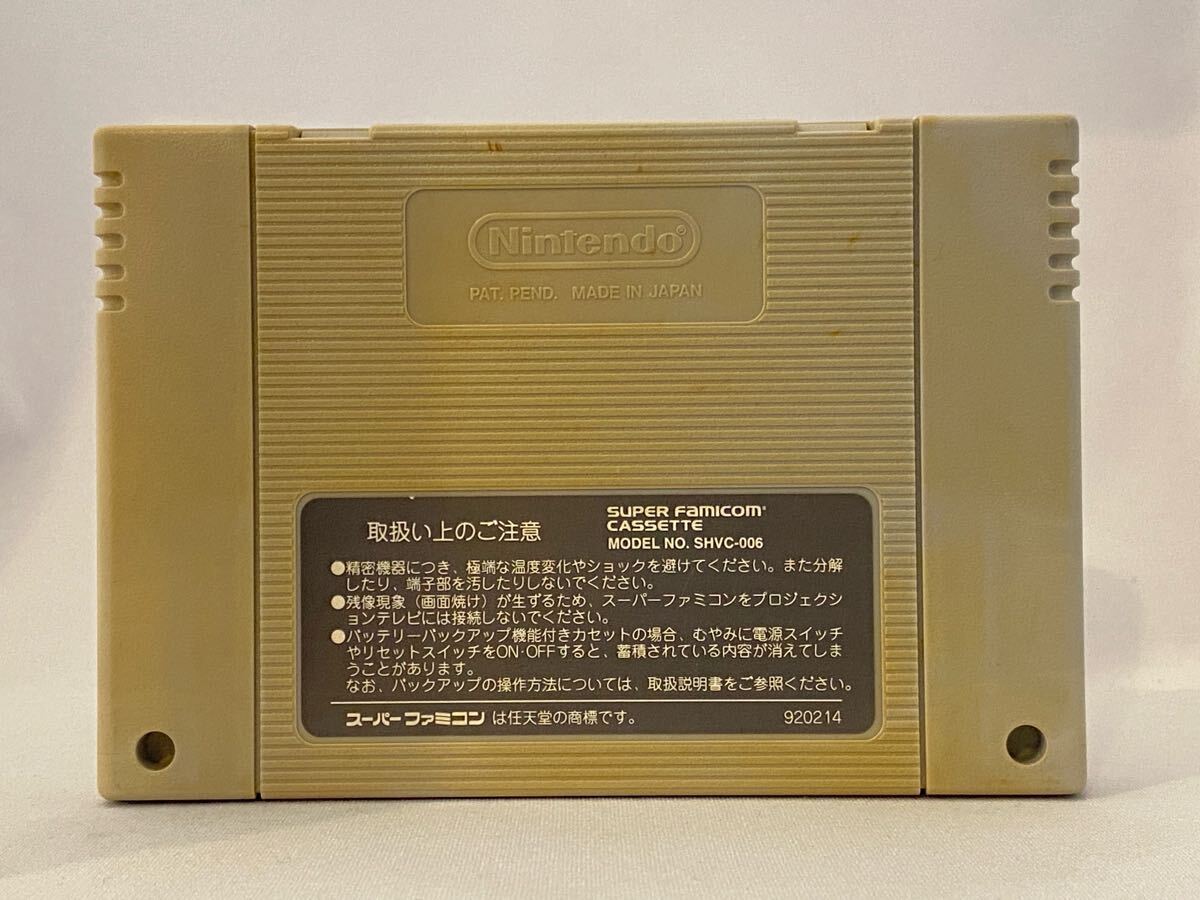 Nintendo®
PAT. PEND. MADE IN JAPAN
取扱い上のご注意
SUPER FAMICOM
CASSETTE
MODEL NO. SHVC-006
●精密機器につき、極端な温度変化やショックを避けてください。また分解
したり、端子部を汚したりしないでください。
●残像現象（画面焼け）が生ずるため、スーパーファミコンをプロジェクシ
ョンテレビには接続しないでください。
●バッテリーバックアップ機能付きカセットの場合、むやみに電源スイッチ
やリセットスイッチをON·OFFすると、蓄積されている内容が消えてしま
うことがあります。
なお、バックアップの操作方法については、取扱説明書をご参照ください。
スーパーファミコンは任天堂の商標です。 920214